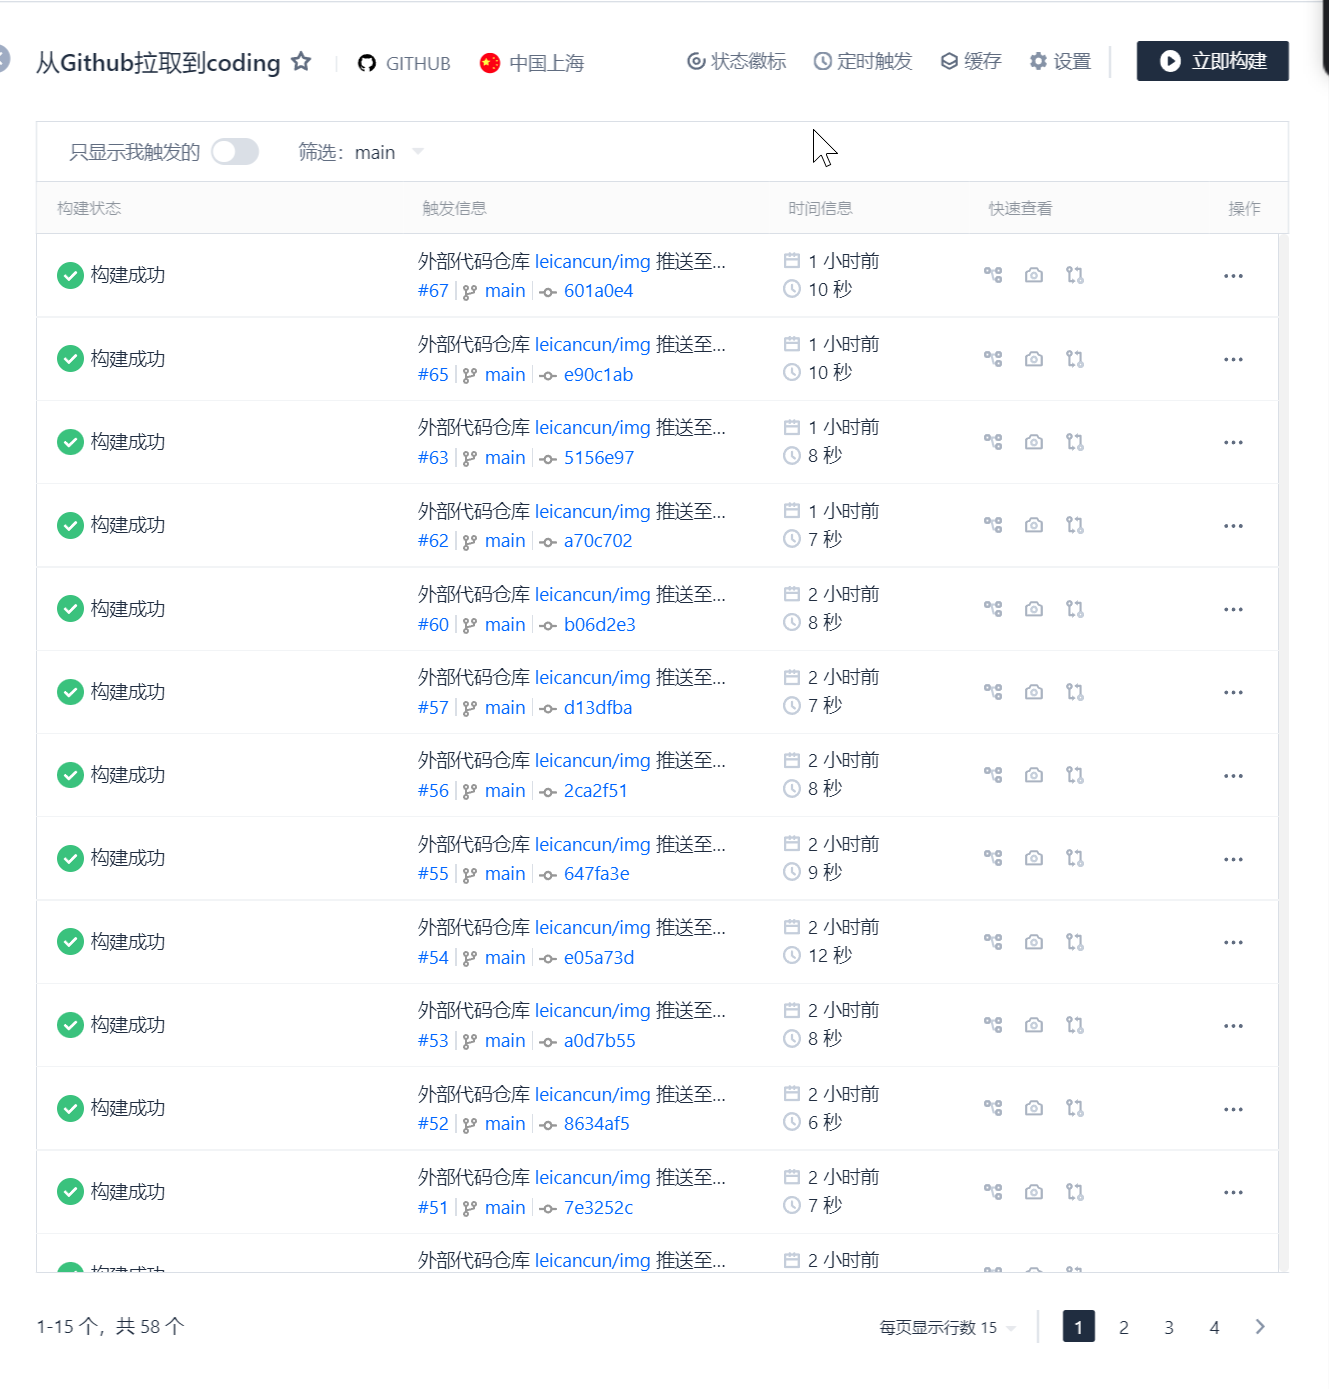 从Github拉取到coding GITHUB 中国上海 状态徽标 定时触发 缓存 设置 立即构建
只显示我触发的 筛选：main
构建状态 触发信息 时间信息 快速查看 操作
构建成功 外部代码仓库 leicancun/img 推送至... 1 小时前
#67 main 601a0e4 10 秒
构建成功 外部代码仓库 leicancun/img 推送至... 1 小时前
#65 main e90c1ab 10 秒
构建成功 外部代码仓库 leicancun/img 推送至... 1 小时前
#63 main 5156e97 8 秒
构建成功 外部代码仓库 leicancun/img 推送至... 1 小时前
#62 main a70c702 7 秒
构建成功 外部代码仓库 leicancun/img 推送至... 2 小时前
#60 main b06d2e3 8 秒
构建成功 外部代码仓库 leicancun/img 推送至... 2 小时前
#57 main d13dfba 7 秒
构建成功 外部代码仓库 leicancun/img 推送至... 2 小时前
#56 main 2ca2f51 8 秒
构建成功 外部代码仓库 leicancun/img 推送至... 2 小时前
#55 main 647fa3e 9 秒
构建成功 外部代码仓库 leicancun/img 推送至... 2 小时前
#54 main e05a73d 12 秒
构建成功 外部代码仓库 leicancun/img 推送至... 2 小时前
#53 main a0d7b55 8 秒
构建成功 外部代码仓库 leicancun/img 推送至... 2 小时前
#52 main 8634af5 6 秒
构建成功 外部代码仓库 leicancun/img 推送至... 2 小时前
#51 main 7e3252c 7 秒
构建成功 外部代码仓库 leicancun/img 推送至... 2 小时前
1-15 个，共 58 个 每页显示行数 15 1 2 3 4